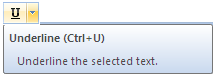 U
Underline (Ctrl+U)
Underline the selected text.